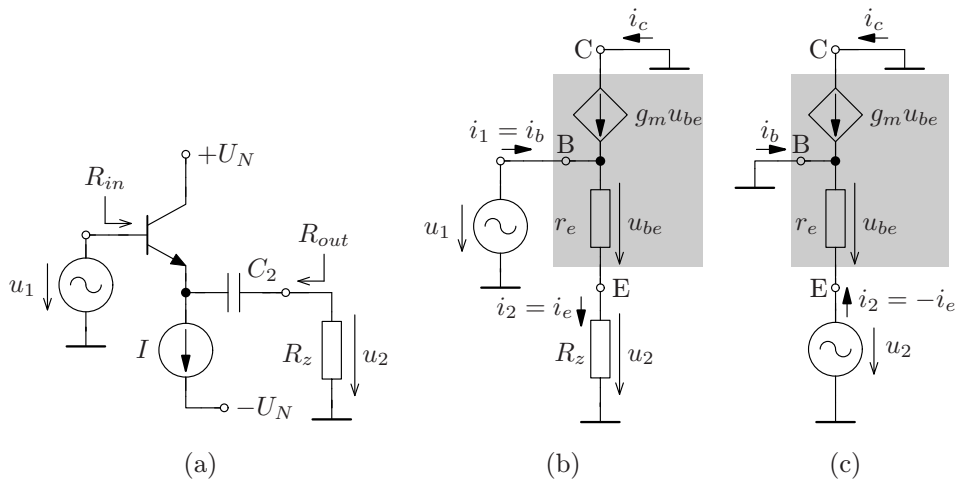 +U_N
R_in
R_out
C_2
u_1
I
R_z
u_2
−U_N
(a)
i_c
C
g_m u_be
i_1 = i_b
B
u_1
r_e
u_be
E
i_2 = i_e
R_z
u_2
(b)
i_c
C
g_m u_be
i_b
B
r_e
u_be
E
i_2 = −i_e
u_2
(c)